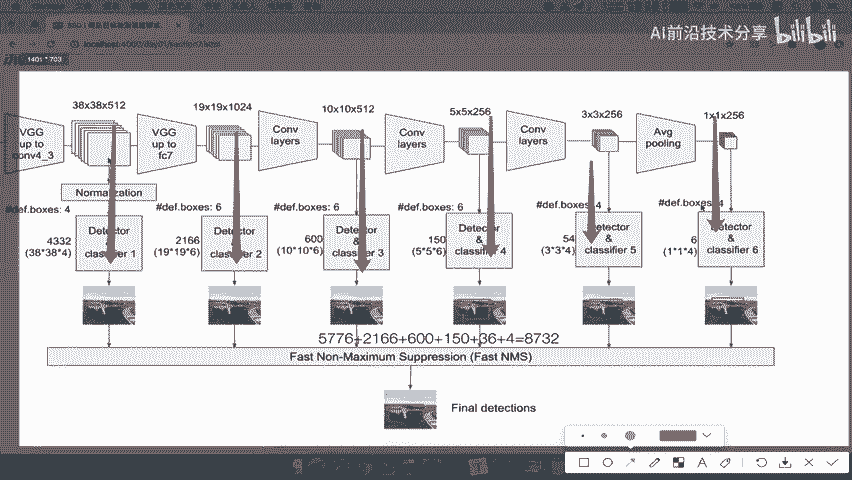 AI前沿技术分享 bilibili
localhost:4000/day01/section2.html
1401 * 703
38x38x512
19x19x1024
10x10x512
5x5x256
3x3x256
1x1x256
VGG
up to
conv4_3
VGG
up to
fc7
Conv
layers
Conv
layers
Conv
layers
Avg
pooling
Normalization
#def.boxes: 4
#def.boxes: 6
#def.boxes: 6
#def.boxes: 6
#def.boxes: 4
#def.boxes: 4
4332
(38*38*4)
Detector
&
classifier 1
2166
(19*19*6)
Detector
&
classifier 2
600
(10*10*6)
Detector
&
classifier 3
150
(5*5*6)
Detector
&
classifier 4
54
(3*3*4)
Detector
&
classifier 5
6
(1*1*4)
Detector
&
classifier 6
5776+2166+600+150+36+4=8732
Fast Non-Maximum Suppression (Fast NMS)
Final detections